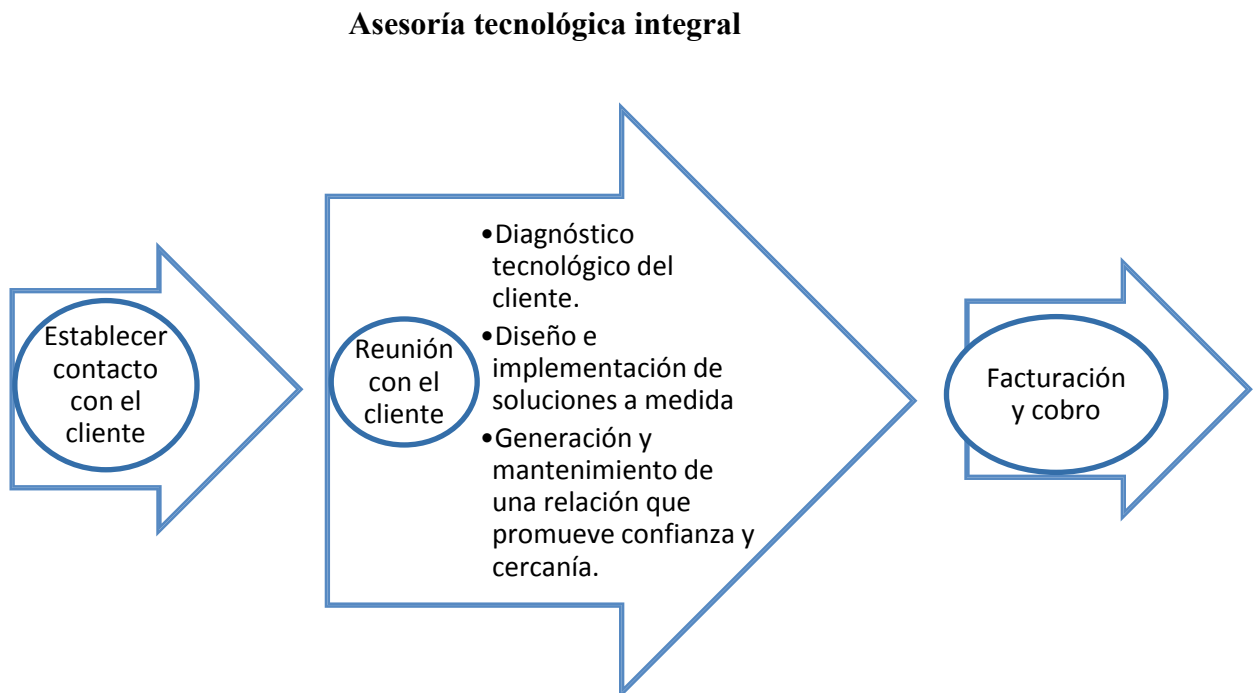 Asesoría tecnológica integral
Establecer
contacto
con el
cliente
Reunión
con el
cliente
•Diagnóstico
tecnológico del
cliente.
•Diseño e
implementación de
soluciones a medida
•Generación y
mantenimiento de
una relación que
promueve confianza y
cercanía.
Facturación
y cobro